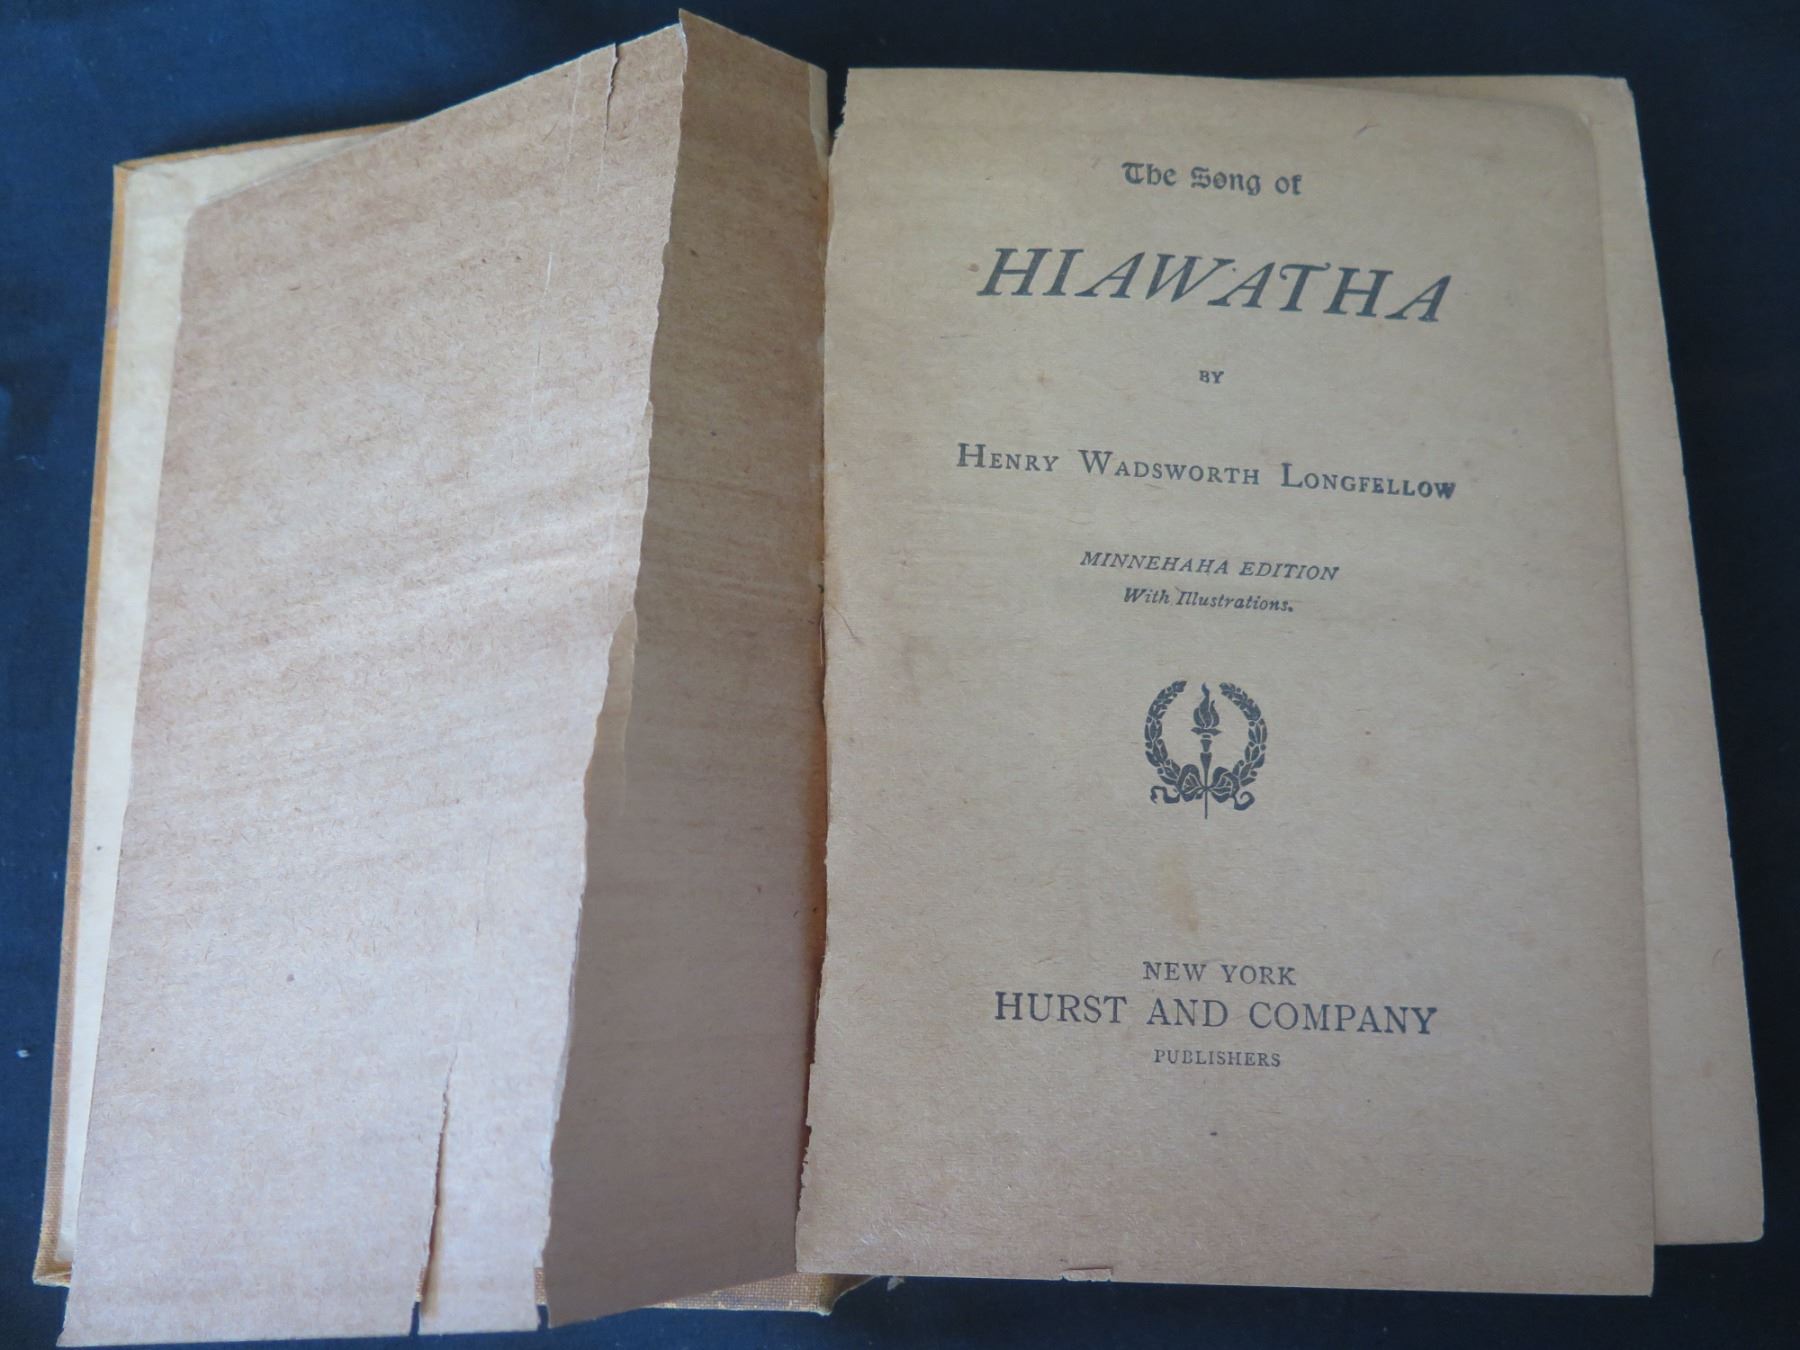 The Song of
HIAWATHA
BY
HENRY WADSWORTH LONGFELLOW
MINNEHAHA EDITION
With Illustrations.
NEW YORK
HURST AND COMPANY
PUBLISHERS